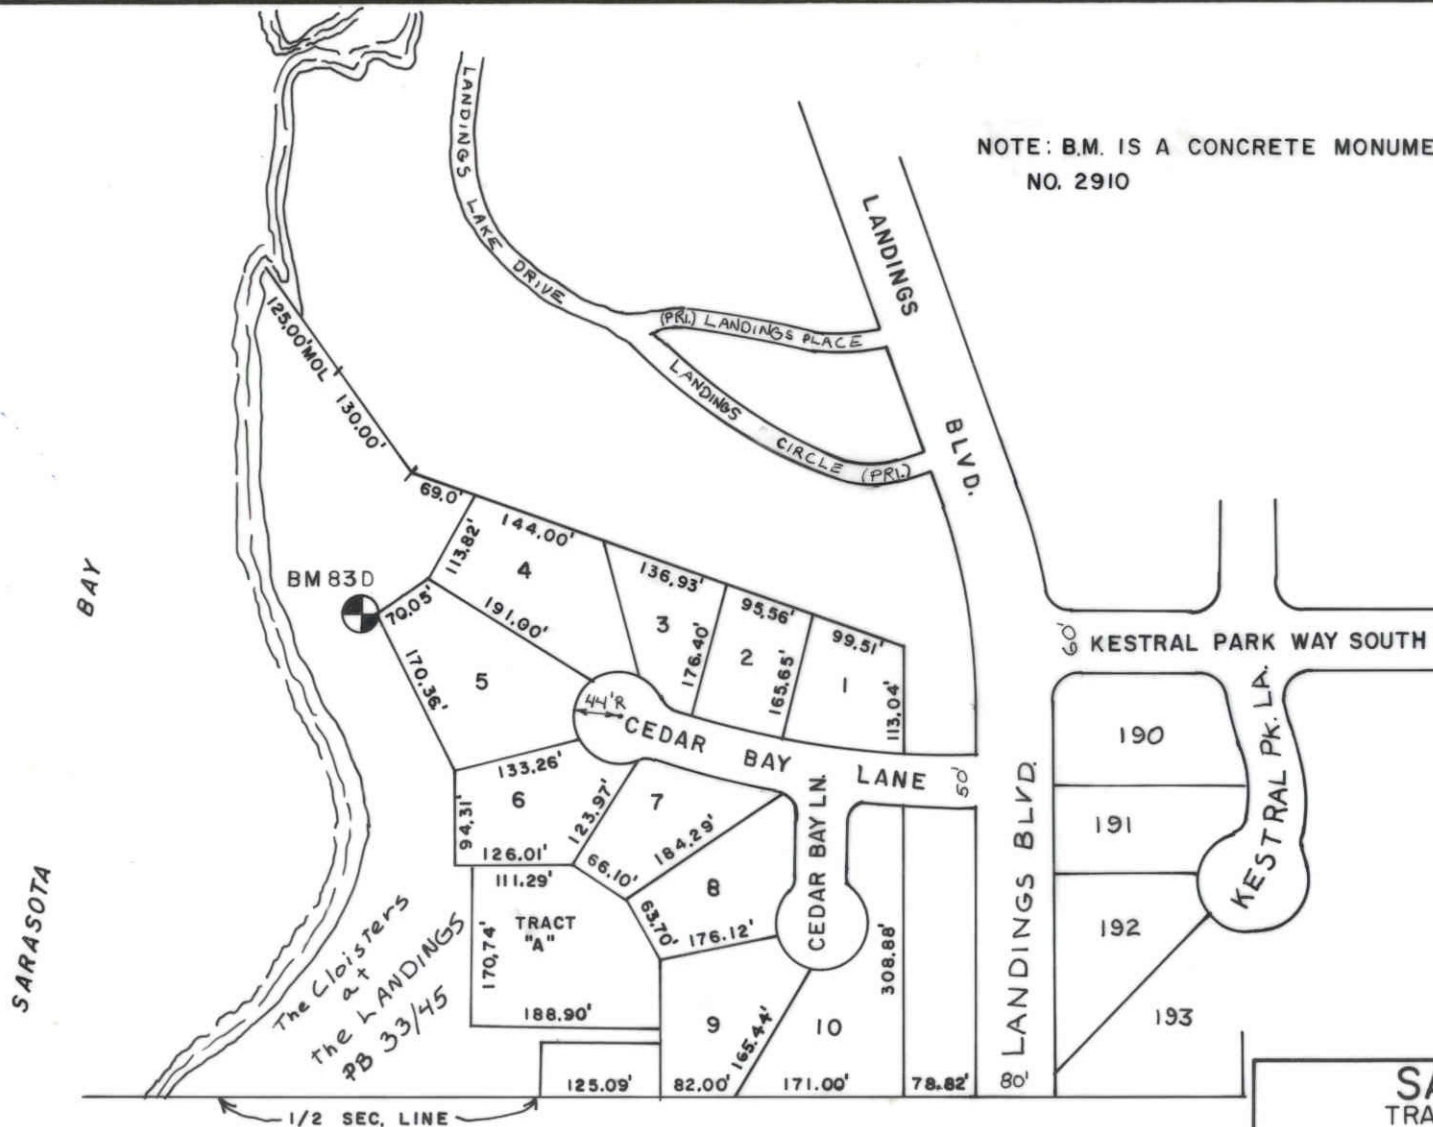 NOTE: B.M. IS A CONCRETE MONUME
NO. 2910
LANDINGS LAKE DRIVE
LANDINGS BLVD.
(PRI.) LANDINGS PLACE
LANDINGS CIRCLE (PRI.)
125.00' MOL
130.00'
69.0'
144.00'
113.82'
4
136.93'
95.56'
99.51'
BM 83D
70.05'
191.00'
3
176.40'
2
165.65'
1
113.04'
170.36'
5
44'R
CEDAR BAY LANE
50'
60' KESTRAL PARK WAY SOUTH
KESTRAL PK. LA.
190
191
192
193
133.26'
94.31'
6
126.01'
123.97'
7
184.29'
66.10'
8
63.70'
176.12'
CEDAR BAY LN.
308.88'
LANDINGS BLVD.
80'
111.29'
TRACT
"A"
170.74'
188.90'
9
165.44'
10
125.09'
82.00'
171.00'
78.82'
The Cloisters
at
The LANDINGS
PB 33/45
1/2 SEC. LINE
SARASOTA BAY
SA
TRA